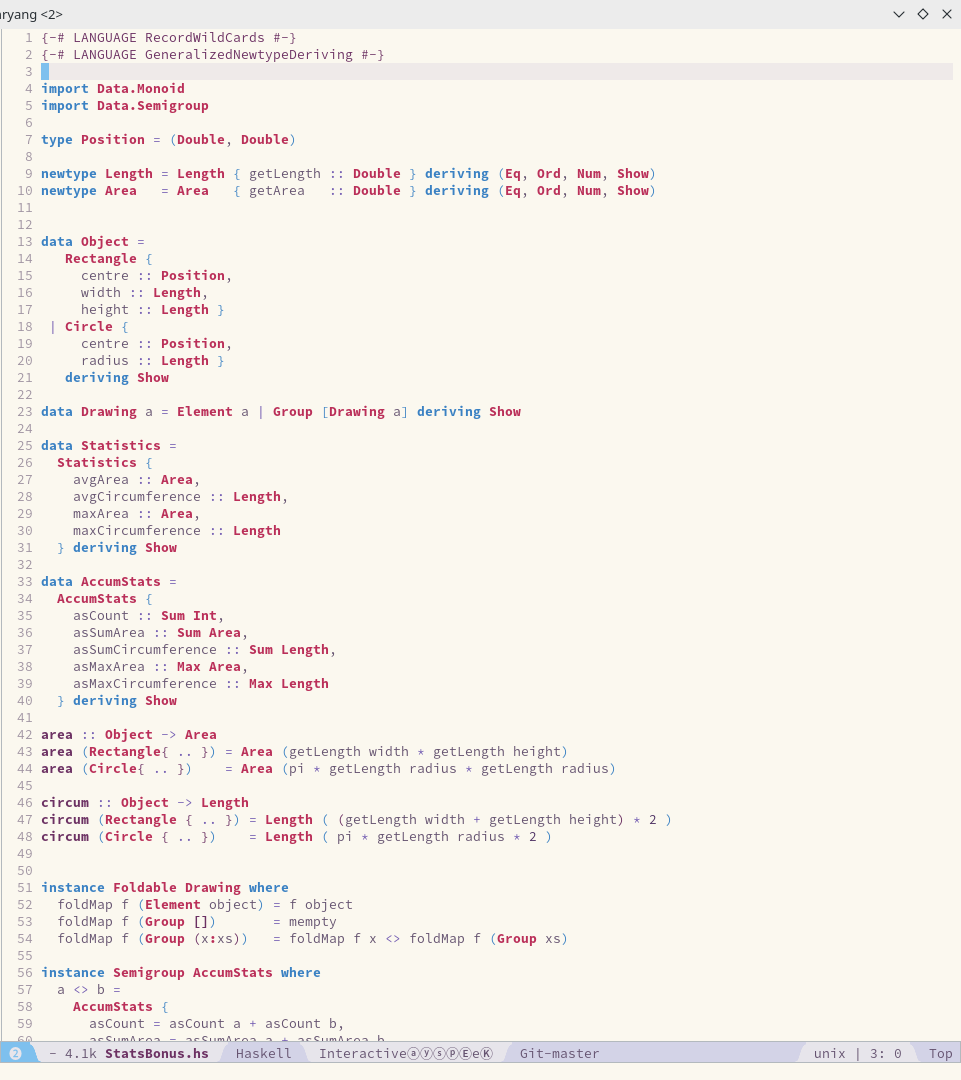 ryang <2>
1 {-# LANGUAGE RecordWildCards #-}
2 {-# LANGUAGE GeneralizedNewtypeDeriving #-}
3
4 import Data.Monoid
5 import Data.Semigroup
6
7 type Position = (Double, Double)
8
9 newtype Length = Length { getLength :: Double } deriving (Eq, Ord, Num, Show)
10 newtype Area   = Area   { getArea   :: Double } deriving (Eq, Ord, Num, Show)
11
12
13 data Object =
14    Rectangle {
15      centre :: Position,
16      width :: Length,
17      height :: Length }
18  | Circle {
19      centre :: Position,
20      radius :: Length }
21    deriving Show
22
23 data Drawing a = Element a | Group [Drawing a] deriving Show
24
25 data Statistics =
26   Statistics {
27     avgArea :: Area,
28     avgCircumference :: Length,
29     maxArea :: Area,
30     maxCircumference :: Length
31   } deriving Show
32
33 data AccumStats =
34   AccumStats {
35     asCount :: Sum Int,
36     asSumArea :: Sum Area,
37     asSumCircumference :: Sum Length,
38     asMaxArea :: Max Area,
39     asMaxCircumference :: Max Length
40   } deriving Show
41
42 area :: Object -> Area
43 area (Rectangle{ .. }) = Area (getLength width * getLength height)
44 area (Circle{ .. })    = Area (pi * getLength radius * getLength radius)
45
46 circum :: Object -> Length
47 circum (Rectangle { .. }) = Length ( (getLength width + getLength height) * 2 )
48 circum (Circle { .. })    = Length ( pi * getLength radius * 2 )
49
50
51 instance Foldable Drawing where
52   foldMap f (Element object) = f object
53   foldMap f (Group [])       = mempty
54   foldMap f (Group (x:xs))   = foldMap f x <> foldMap f (Group xs)
55
56 instance Semigroup AccumStats where
57   a <> b =
58     AccumStats {
59       asCount = asCount a + asCount b,
60       asSumArea = asSumArea a + asSumArea b
❷ - 4.1k StatsBonus.hs Haskell InteractiveⓐⓨⓢⓟⒺeⓀ Git-master unix | 3: 0 Top